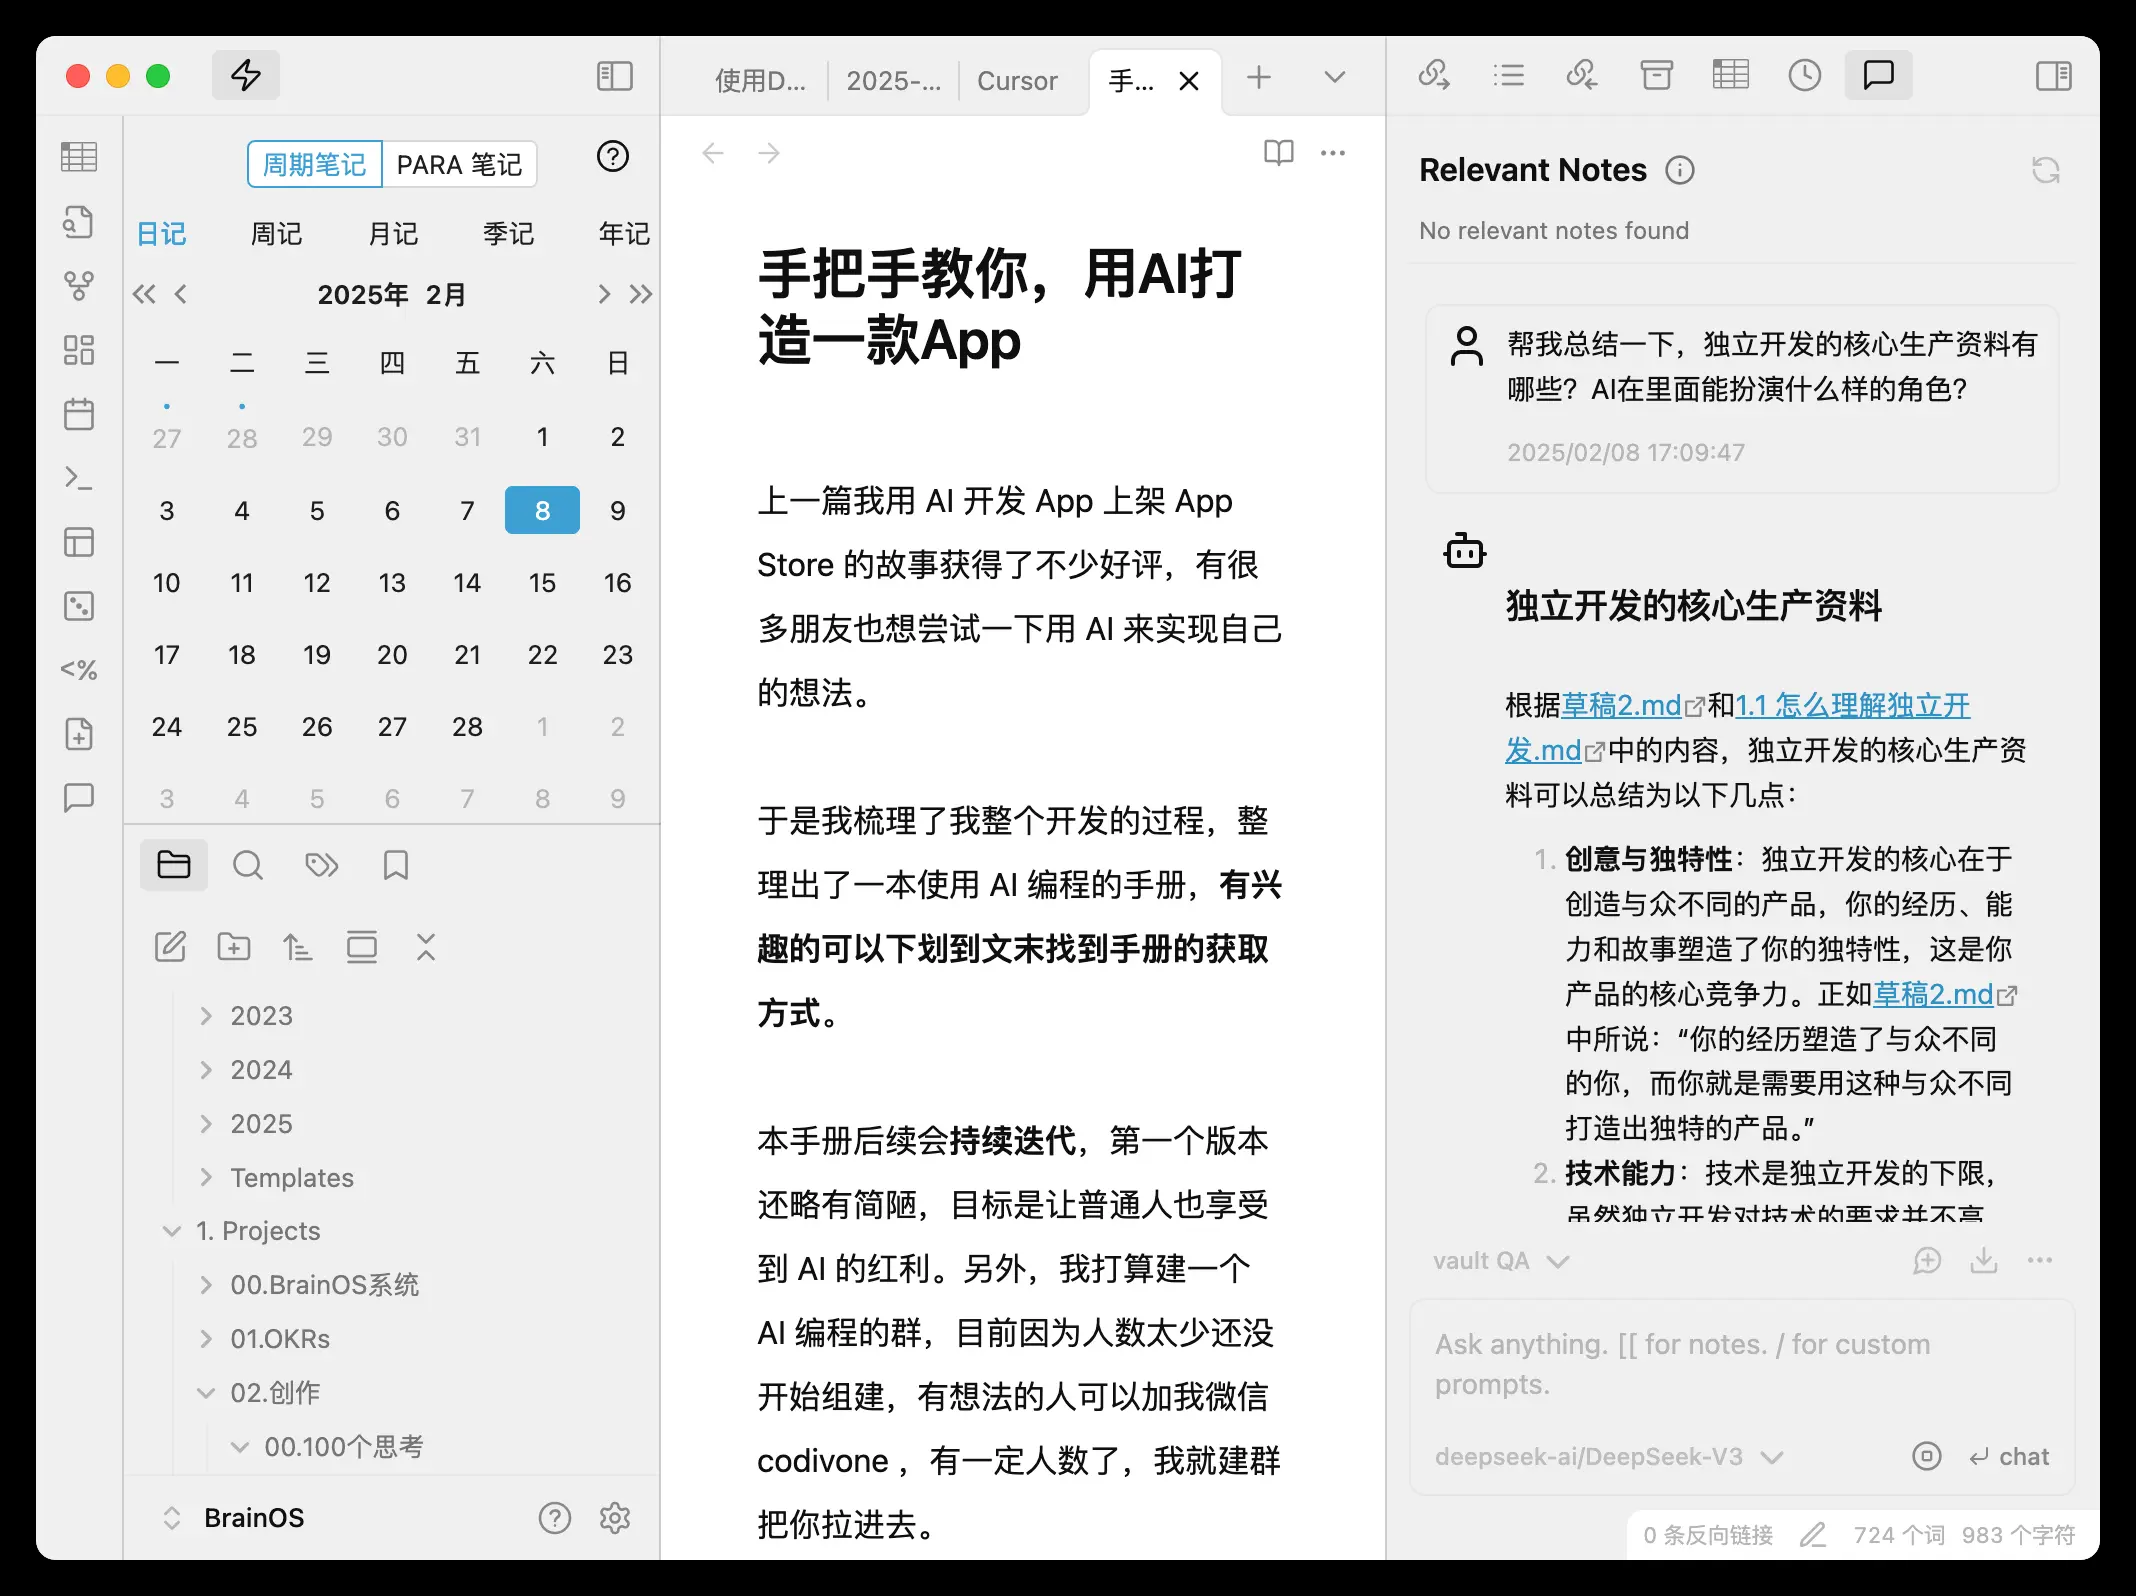 使用D...
2025-...
Cursor
手...
周期笔记
PARA 笔记
日记
周记
月记
季记
年记
2025年 2月
一 二 三 四 五 六 日
27 28 29 30 31 1 2
3 4 5 6 7 8 9
10 11 12 13 14 15 16
17 18 19 20 21 22 23
24 25 26 27 28 1 2
3 4 5 6 7 8 9
<%
2023
2024
2025
Templates
1. Projects
00.BrainOS系统
01.OKRs
02.创作
00.100个思考
BrainOS
手把手教你，用AI打
造一款App
上一篇我用 AI 开发 App 上架 App
Store 的故事获得了不少好评，有很
多朋友也想尝试一下用 AI 来实现自己
的想法。
于是我梳理了我整个开发的过程，整
理出了一本使用 AI 编程的手册，有兴
趣的可以下划到文末找到手册的获取
方式。
本手册后续会持续迭代，第一个版本
还略有简陋，目标是让普通人也享受
到 AI 的红利。另外，我打算建一个
AI 编程的群，目前因为人数太少还没
开始组建，有想法的人可以加我微信
codivone ，有一定人数了，我就建群
把你拉进去。
Relevant Notes
No relevant notes found
帮我总结一下，独立开发的核心生产资料有
哪些？AI在里面能扮演什么样的角色？
2025/02/08 17:09:47
独立开发的核心生产资料
根据草稿2.md和1.1 怎么理解独立开
发.md中的内容，独立开发的核心生产资
料可以总结为以下几点：
1. 创意与独特性：独立开发的核心在于
创造与众不同的产品，你的经历、能
力和故事塑造了你的独特性，这是你
产品的核心竞争力。正如草稿2.md
中所说：“你的经历塑造了与众不同
的你，而你就是需要用这种与众不同
打造出独特的产品。”
2. 技术能力：技术是独立开发的下限，
虽然独立开发对技术的要求并不高
vault QA
Ask anything. [[ for notes. / for custom
prompts.
deepseek-ai/DeepSeek-V3
chat
0 条反向链接
724 个词
983 个字符